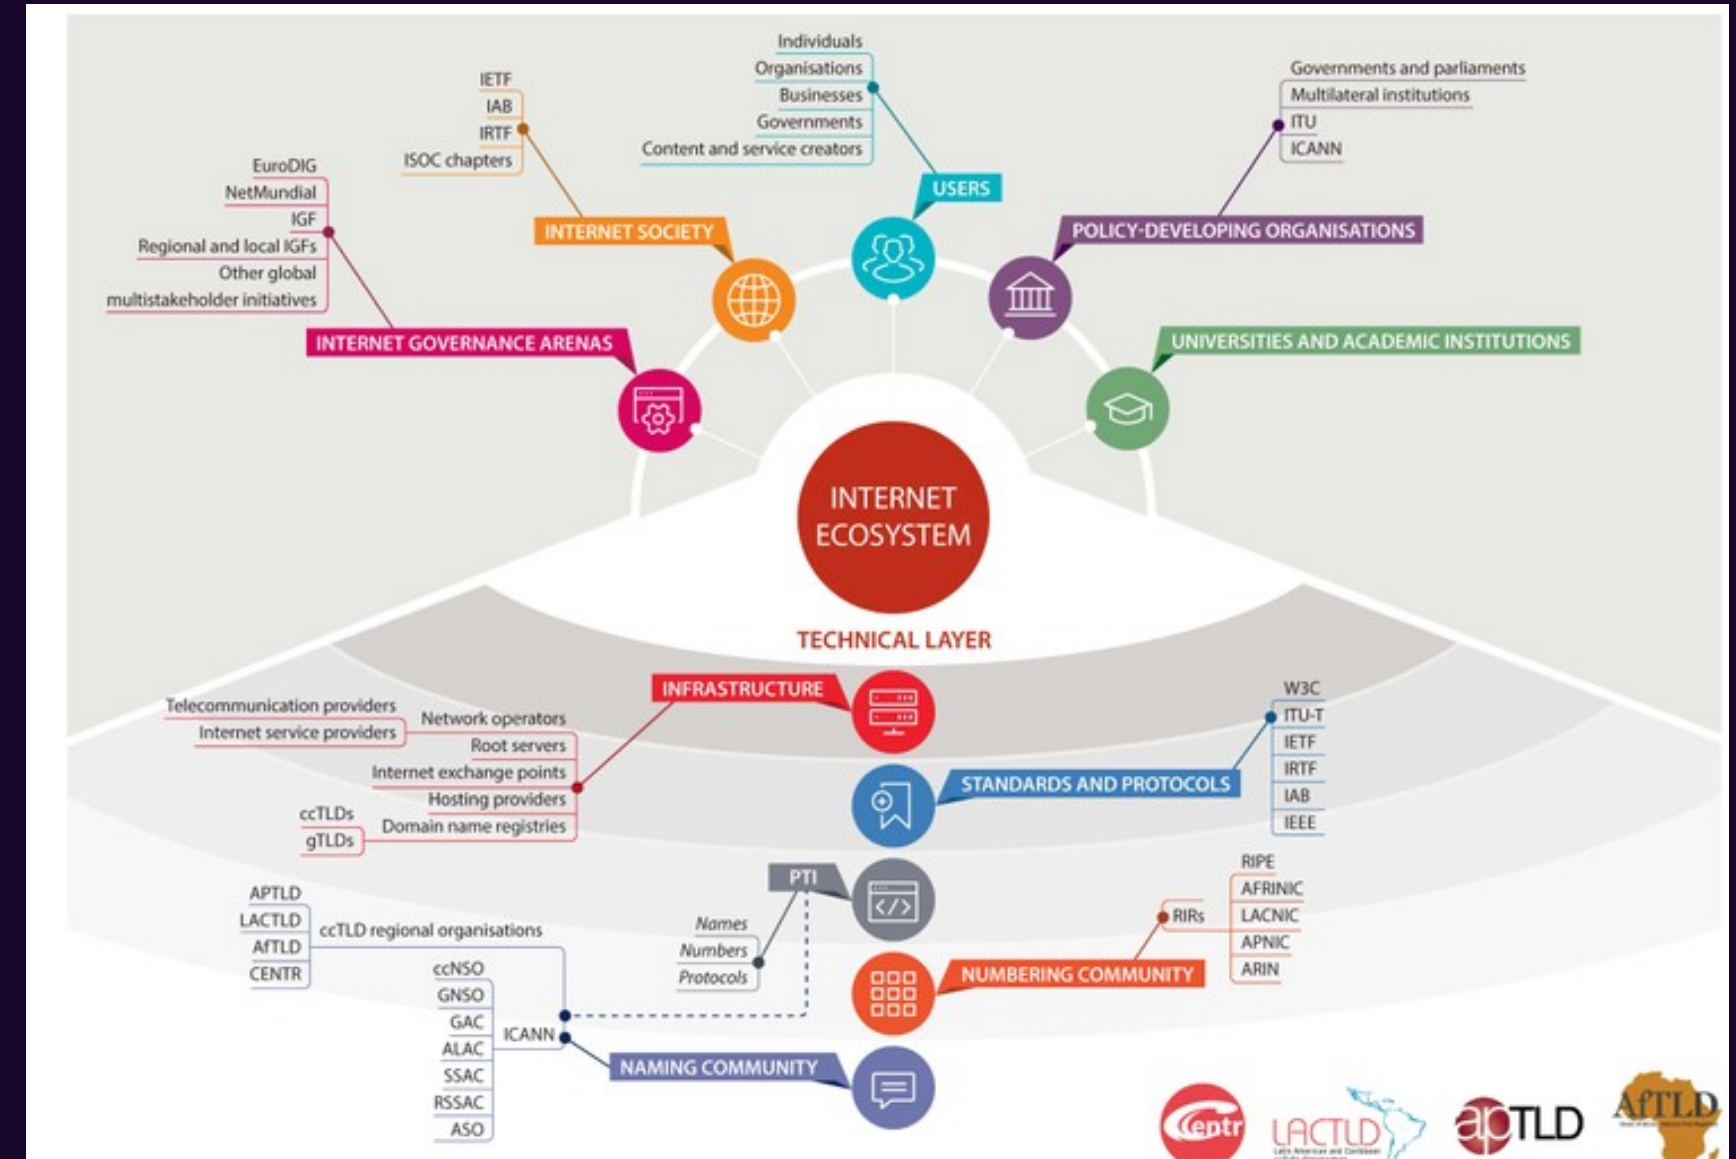 Individuals
Organisations
Businesses
Governments
Content and service creators
USERS
IETF
IAB
IRTF
ISOC chapters
INTERNET SOCIETY
Governments and parliaments
Multilateral institutions
ITU
ICANN
POLICY-DEVELOPING ORGANISATIONS
EuroDIG
NetMundial
IGF
Regional and local IGFs
Other global
multistakeholder initiatives
INTERNET GOVERNANCE ARENAS
UNIVERSITIES AND ACADEMIC INSTITUTIONS
INTERNET
ECOSYSTEM
TECHNICAL LAYER
INFRASTRUCTURE
Telecommunication providers
Internet service providers
Network operators
Root servers
Internet exchange points
Hosting providers
Domain name registries
ccTLDs
gTLDs
STANDARDS AND PROTOCOLS
W3C
ITU-T
IETF
IRTF
IAB
IEEE
PTI
Names
Numbers
Protocols
NUMBERING COMMUNITY
RIRs
RIPE
AFRINIC
LACNIC
APNIC
ARIN
APTLD
LACTLD
AfTLD
CENTR
ccTLD regional organisations
ccNSO
GNSO
GAC
ALAC
SSAC
RSSAC
ASO
ICANN
NAMING COMMUNITY
Centr
LACTLD
Latin American and Caribbean
apTLD
AfTLD